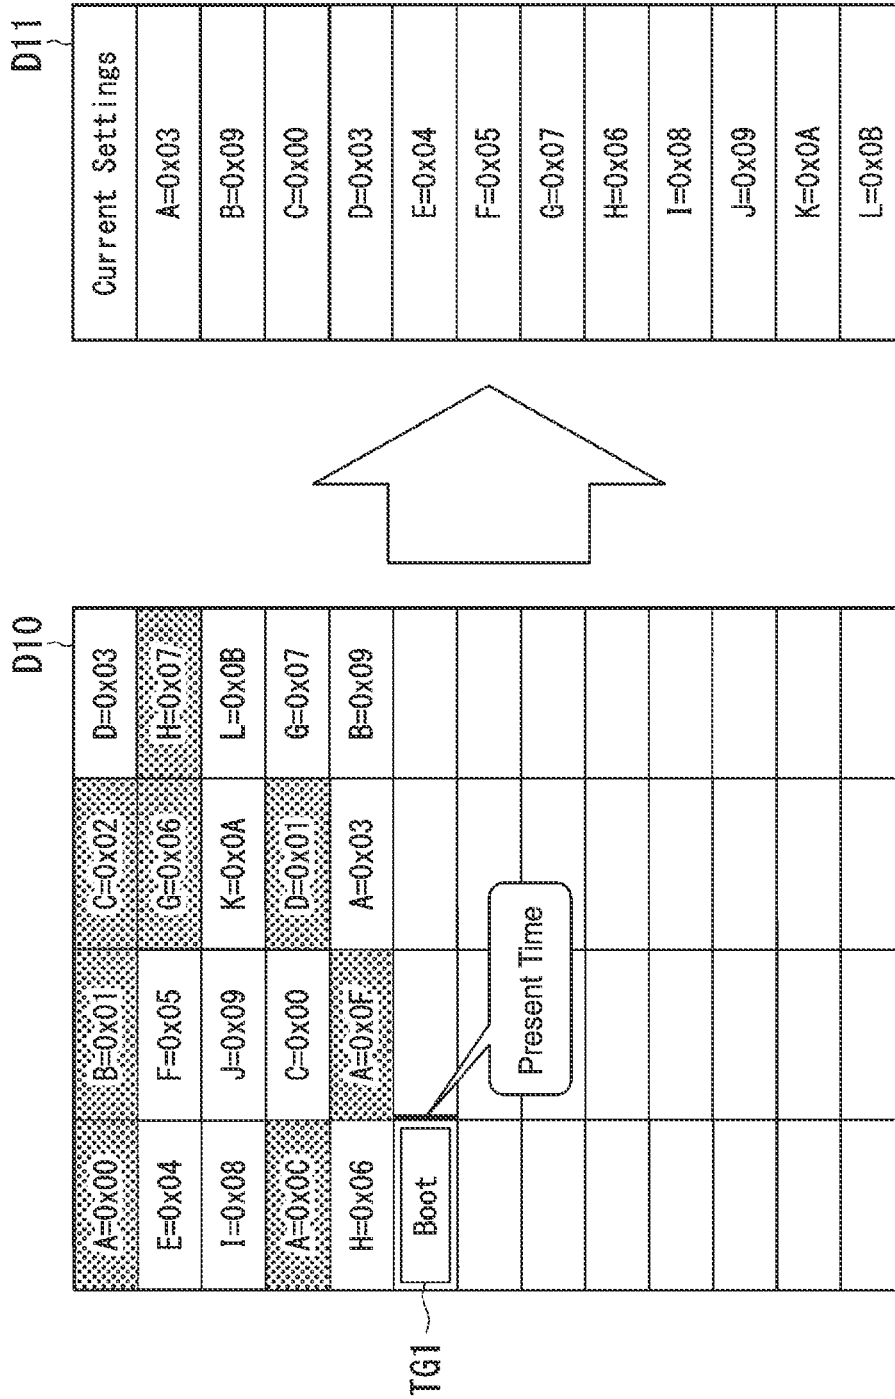 D10
A=0x00 B=0x01 C=0x02 D=0x03
E=0x04 F=0x05 G=0x06 H=0x07
I=0x08 J=0x09 K=0x0A L=0x0B
A=0x0C C=0x00 D=0x01 G=0x07
H=0x06 A=0x0F A=0x03 B=0x09
TG1
Boot
Present Time
D11
Current Settings
A=0x03
B=0x09
C=0x00
D=0x03
E=0x04
F=0x05
G=0x07
H=0x06
I=0x08
J=0x09
K=0x0A
L=0x0B